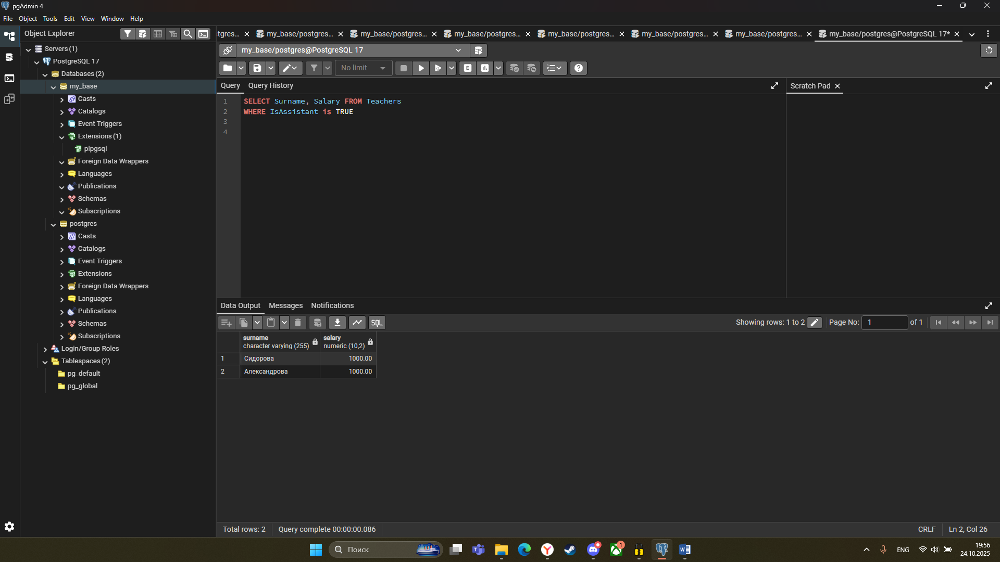 pgAdmin 4
File Object Tools Edit View Window Help
Object Explorer
tgres...
my_base/postgres...
my_base/postgres...
my_base/postgres...
my_base/postgres...
my_base/postgres...
my_base/postgres...
my_base/postgres@PostgreSQL 17*
Servers (1)
PostgreSQL 17
Databases (2)
my_base
Casts
Catalogs
Event Triggers
Extensions (1)
plpgsql
Foreign Data Wrappers
Languages
Publications
Schemas
Subscriptions
postgres
Casts
Catalogs
Event Triggers
Extensions
Foreign Data Wrappers
Languages
Publications
Schemas
Subscriptions
Login/Group Roles
Tablespaces (2)
pg_default
pg_global
my_base/postgres@PostgreSQL 17
No limit
E
Query Query History
Scratch Pad
1 SELECT Surname, Salary FROM Teachers
2 WHERE IsAssistant is TRUE
3
4
Data Output Messages Notifications
SQL
Showing rows: 1 to 2
Page No: 1 of 1
surname
character varying (255)
salary
numeric (10,2)
1 Сидорова 1000.00
2 Александрова 1000.00
Total rows: 2
Query complete 00:00:00.086
CRLF
Ln 2, Col 26
Поиск
1
ENG
19:56
24.10.2025